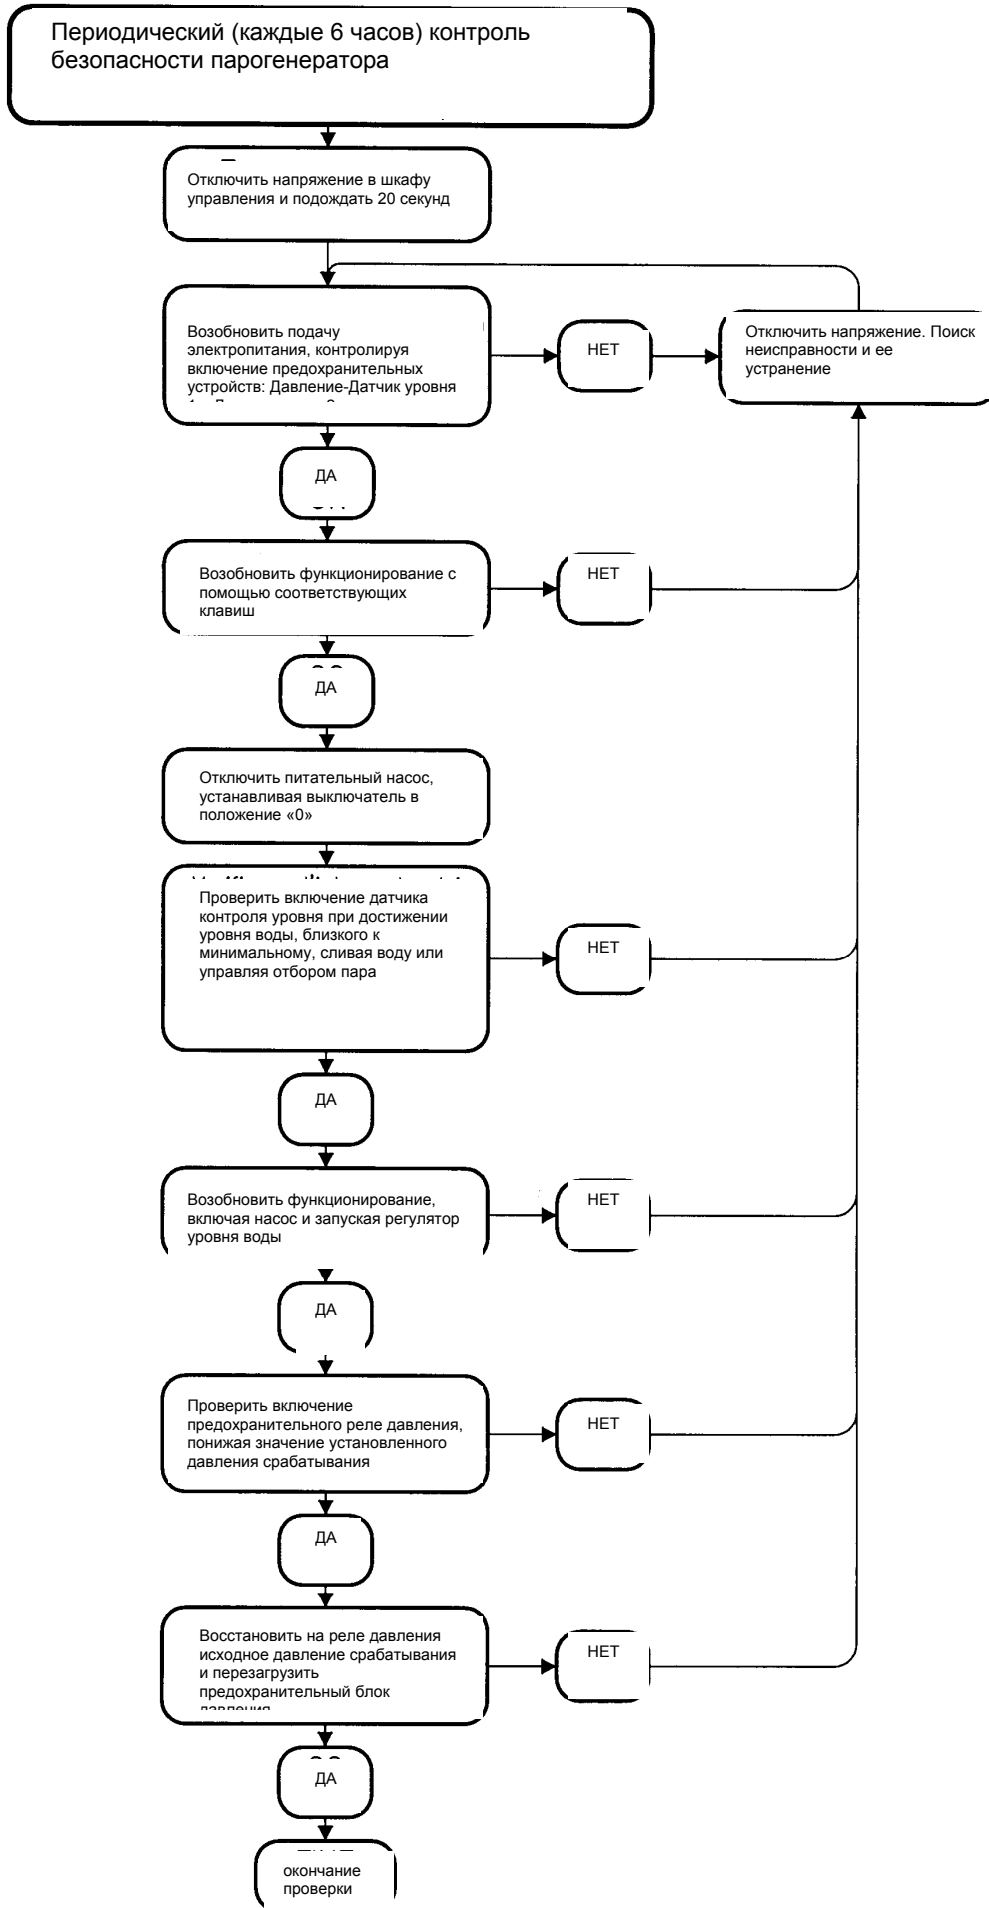 Периодический (каждые 6 часов) контроль
безопасности парогенератора
Отключить напряжение в шкафу
управления и подождать 20 секунд
Возобновить подачу
электропитания, контролируя
включение предохранительных
устройств: Давление-Датчик уровня
НЕТ
Отключить напряжение. Поиск
неисправности и ее
устранение
ДА
Возобновить функционирование с
помощью соответствующих
клавиш
НЕТ
ДА
Отключить питательный насос,
устанавливая выключатель в
положение «0»
Проверить включение датчика
контроля уровня при достижении
уровня воды, близкого к
минимальному, сливая воду или
управляя отбором пара
НЕТ
ДА
Возобновить функционирование,
включая насос и запуская регулятор
уровня воды
НЕТ
ДА
Проверить включение
предохранительного реле давления,
понижая значение установленного
давления срабатывания
НЕТ
ДА
Восстановить на реле давления
исходное давление срабатывания
и перезагрузить
предохранительный блок
давления
НЕТ
ДА
окончание
проверки